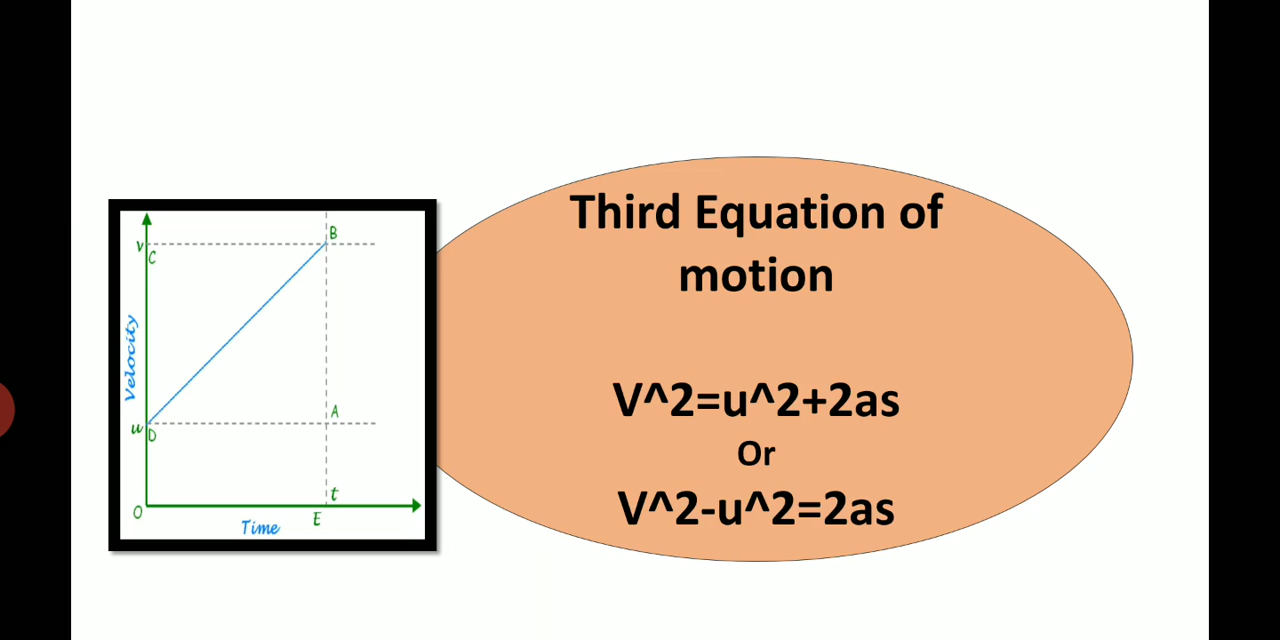 v
C
B
Velocity
u
D
A
O
t
E
Time
Third Equation of
motion
V^2=u^2+2as
Or
V^2-u^2=2as